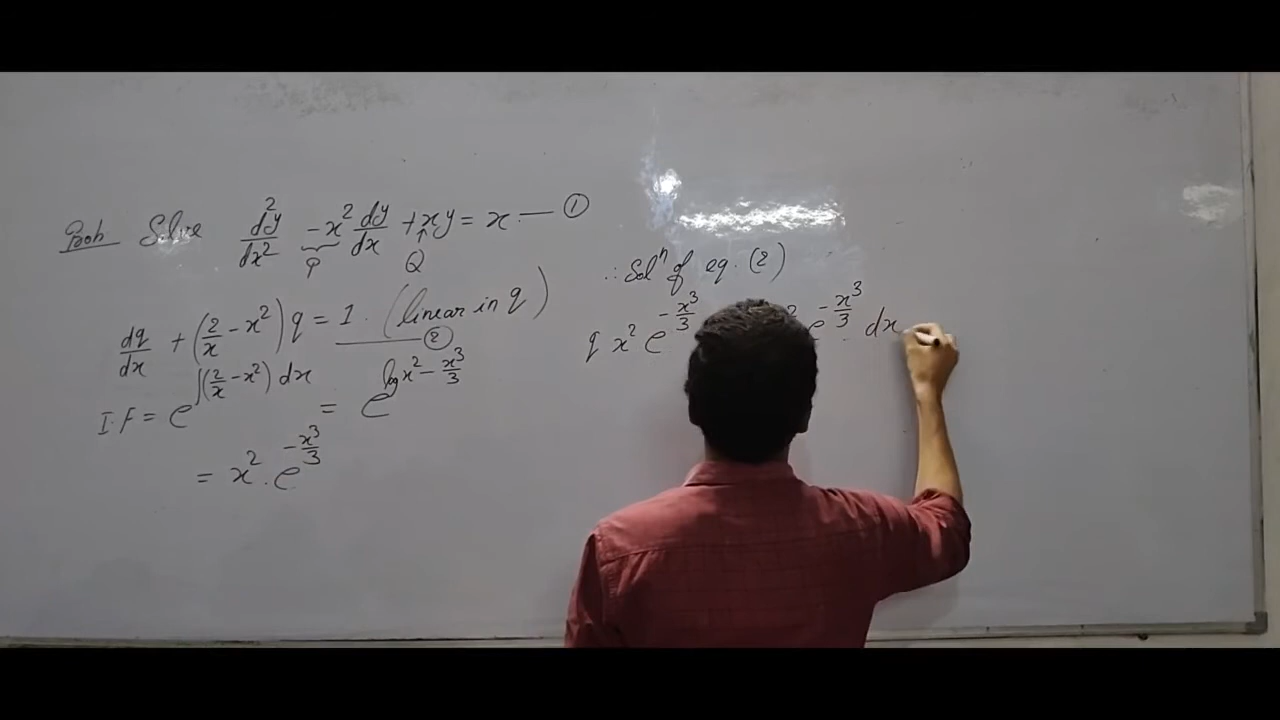 Prob Solve d²y/dx² - x² dy/dx + xy = x — ①
P Q
dq/dx + (2/x - x²) q = 1. (linear in q)
— ②
I.F = e^∫(2/x - x²) dx = e^log x² - x³/3
= x² . e^-x³/3
∴ Solⁿ of eq. (2)
q x² e^-x³/3 ² e^-x³/3 dx